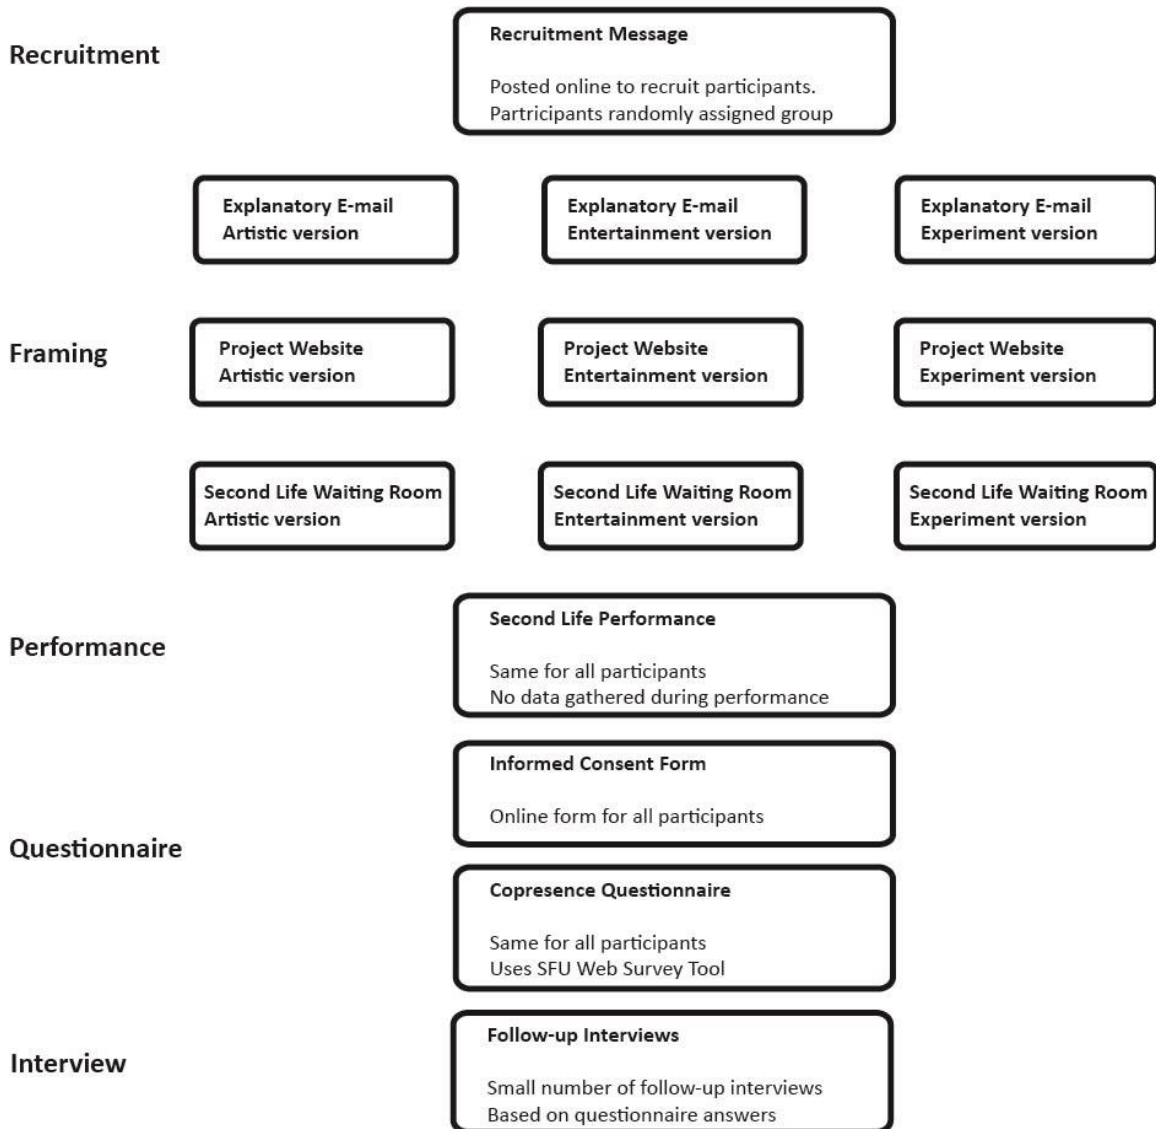 Recruitment
Recruitment Message
Posted online to recruit participants.
Partricipants randomly assigned group
Explanatory E-mail
Artistic version
Explanatory E-mail
Entertainment version
Explanatory E-mail
Experiment version
Framing
Project Website
Artistic version
Project Website
Entertainment version
Project Website
Experiment version
Second Life Waiting Room
Artistic version
Second Life Waiting Room
Entertainment version
Second Life Waiting Room
Experiment version
Performance
Second Life Performance
Same for all participants
No data gathered during performance
Questionnaire
Informed Consent Form
Online form for all participants
Copresence Questionnaire
Same for all participants
Uses SFU Web Survey Tool
Interview
Follow-up Interviews
Small number of follow-up interviews
Based on questionnaire answers